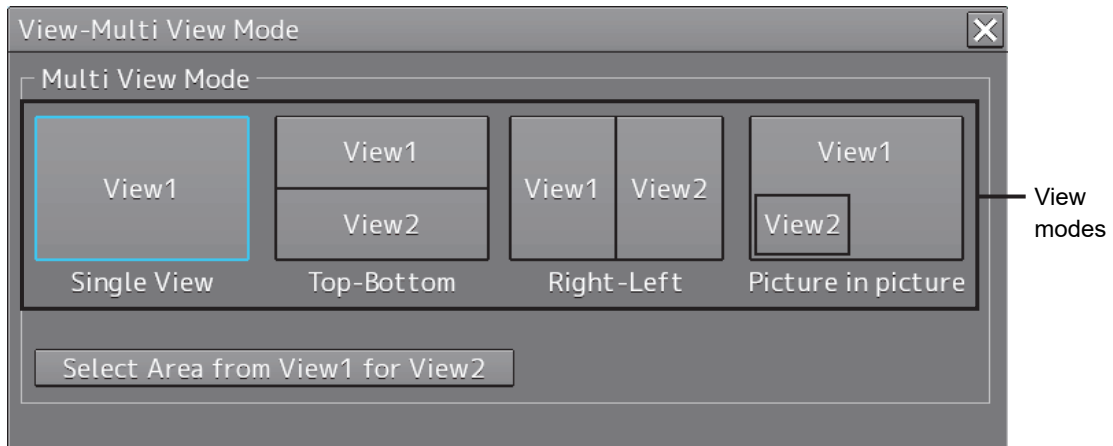 View-Multi View Mode
Multi View Mode
View1
Single View
View1
View2
Top-Bottom
View1 View2
Right-Left
View1
View2
Picture in picture
Select Area from View1 for View2
View
modes